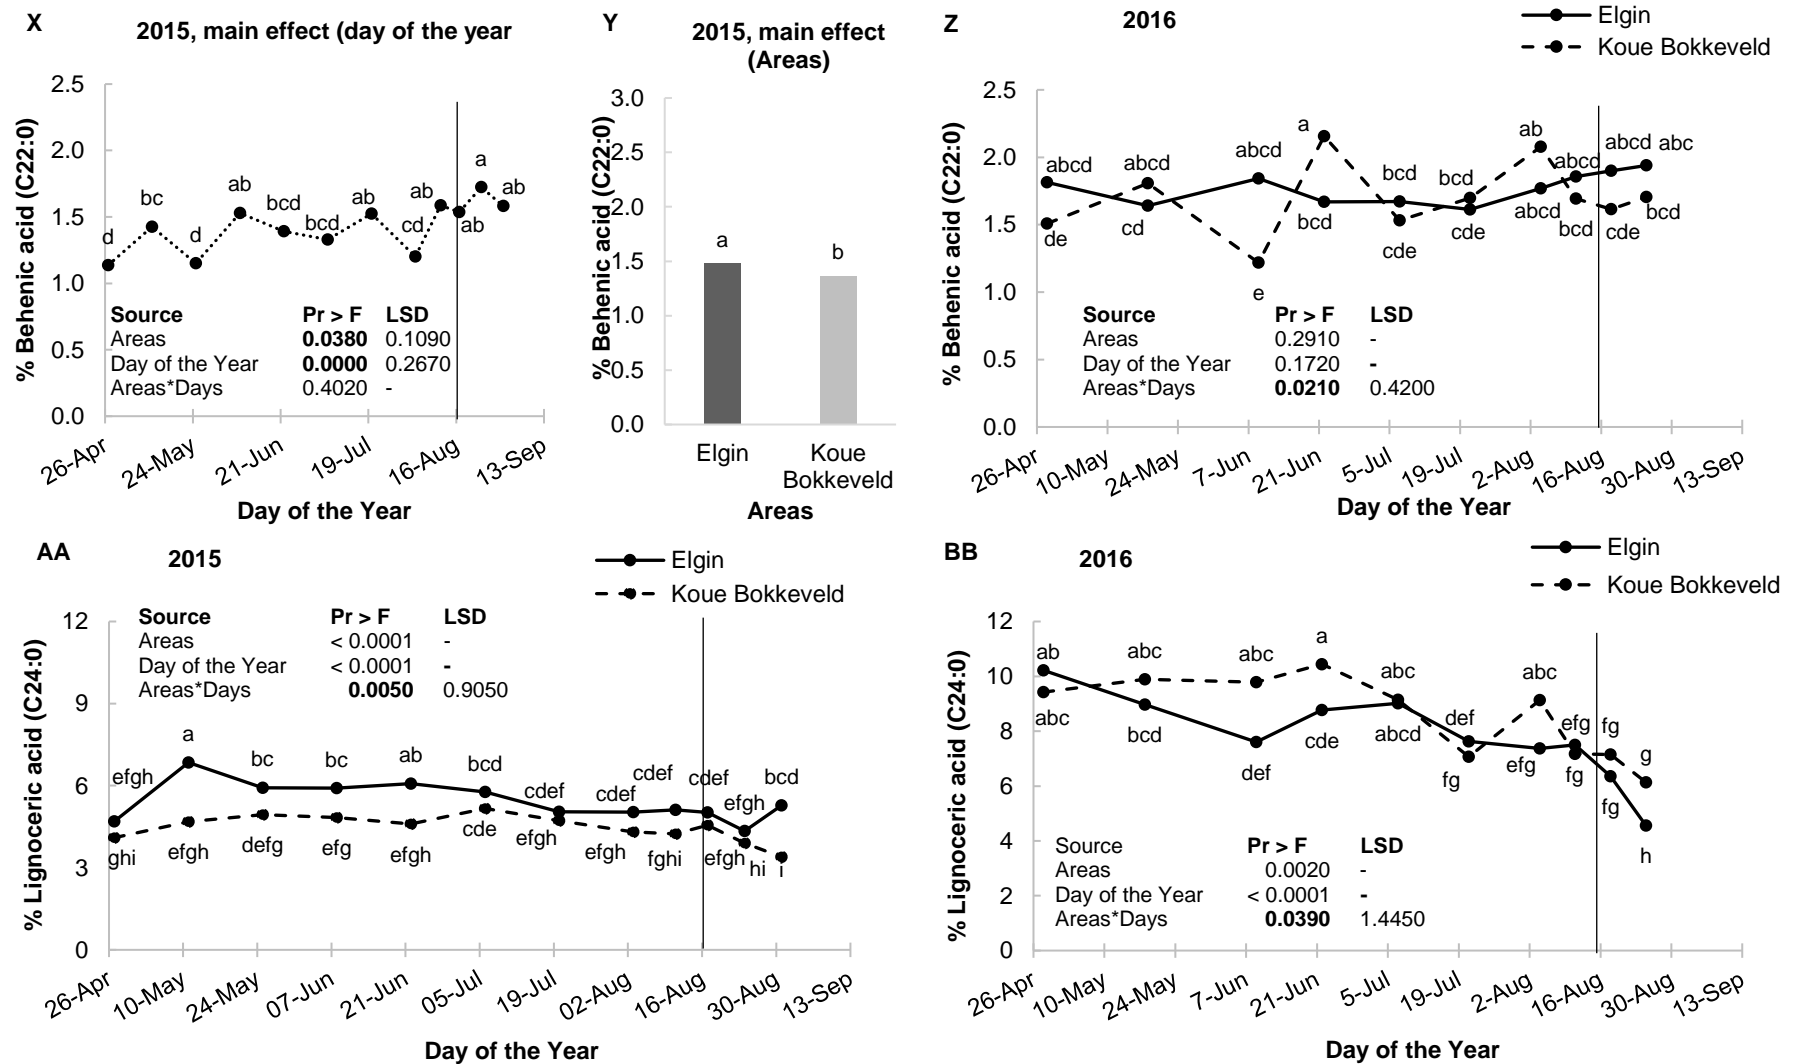 X
2015, main effect (day of the year
% Behenic acid (C22:0)
2.5
2.0
1.5
1.0
0.5
0.0
d
bc
d
ab
bcd
bcd
ab
cd
ab
ab
a
ab
Source Pr > F LSD
Areas 0.0380 0.1090
Day of the Year 0.0000 0.2670
Areas*Days 0.4020 -
26-Apr 24-May 21-Jun 19-Jul 16-Aug 13-Sep
Day of the Year
Y
2015, main effect
(Areas)
% Behenic acid (C22:0)
3.0
2.5
2.0
1.5
1.0
0.5
0.0
a
b
Elgin Koue
Bokkeveld
Areas
Z
2016
Elgin
Koue Bokkeveld
% Behenic acid (C22:0)
2.5
2.0
1.5
1.0
0.5
0.0
abcd
de
abcd
cd
abcd
e
a
bcd
bcd
cde
bcd
cde
ab
abcd
abcd
bcd
abcd
cde
abc
bcd
Source Pr > F LSD
Areas 0.2910 -
Day of the Year 0.1720 -
Areas*Days 0.0210 0.4200
26-Apr 10-May 24-May 7-Jun 21-Jun 5-Jul 19-Jul 2-Aug 16-Aug 30-Aug 13-Sep
Day of the Year
AA
2015
Elgin
Koue Bokkeveld
Source Pr > F LSD
Areas < 0.0001 -
Day of the Year < 0.0001 -
Areas*Days 0.0050 0.9050
% Lignoceric acid (C24:0)
12
9
6
3
0
efgh
a
bc
bc
ab
bcd
cdef
cdef
cdef
cdef
efgh
bcd
ghi
efgh
defg
efg
efgh
cde
efgh
efgh
fghi
efgh
hi
i
26-Apr 10-May 24-May 07-Jun 21-Jun 05-Jul 19-Jul 02-Aug 16-Aug 30-Aug 13-Sep
Day of the Year
BB
2016
Elgin
Koue Bokkeveld
% Lignoceric acid (C24:0)
12
10
8
6
4
2
0
ab
abc
abc
bcd
abc
def
a
cde
abc
abcd
def
fg
abc
efg
efg
fg
fg
fg
g
h
Source Pr > F LSD
Areas 0.0020 -
Day of the Year < 0.0001 -
Areas*Days 0.0390 1.4450
26-Apr 10-May 24-May 7-Jun 21-Jun 5-Jul 19-Jul 2-Aug 16-Aug 30-Aug 13-Sep
Day of the Year